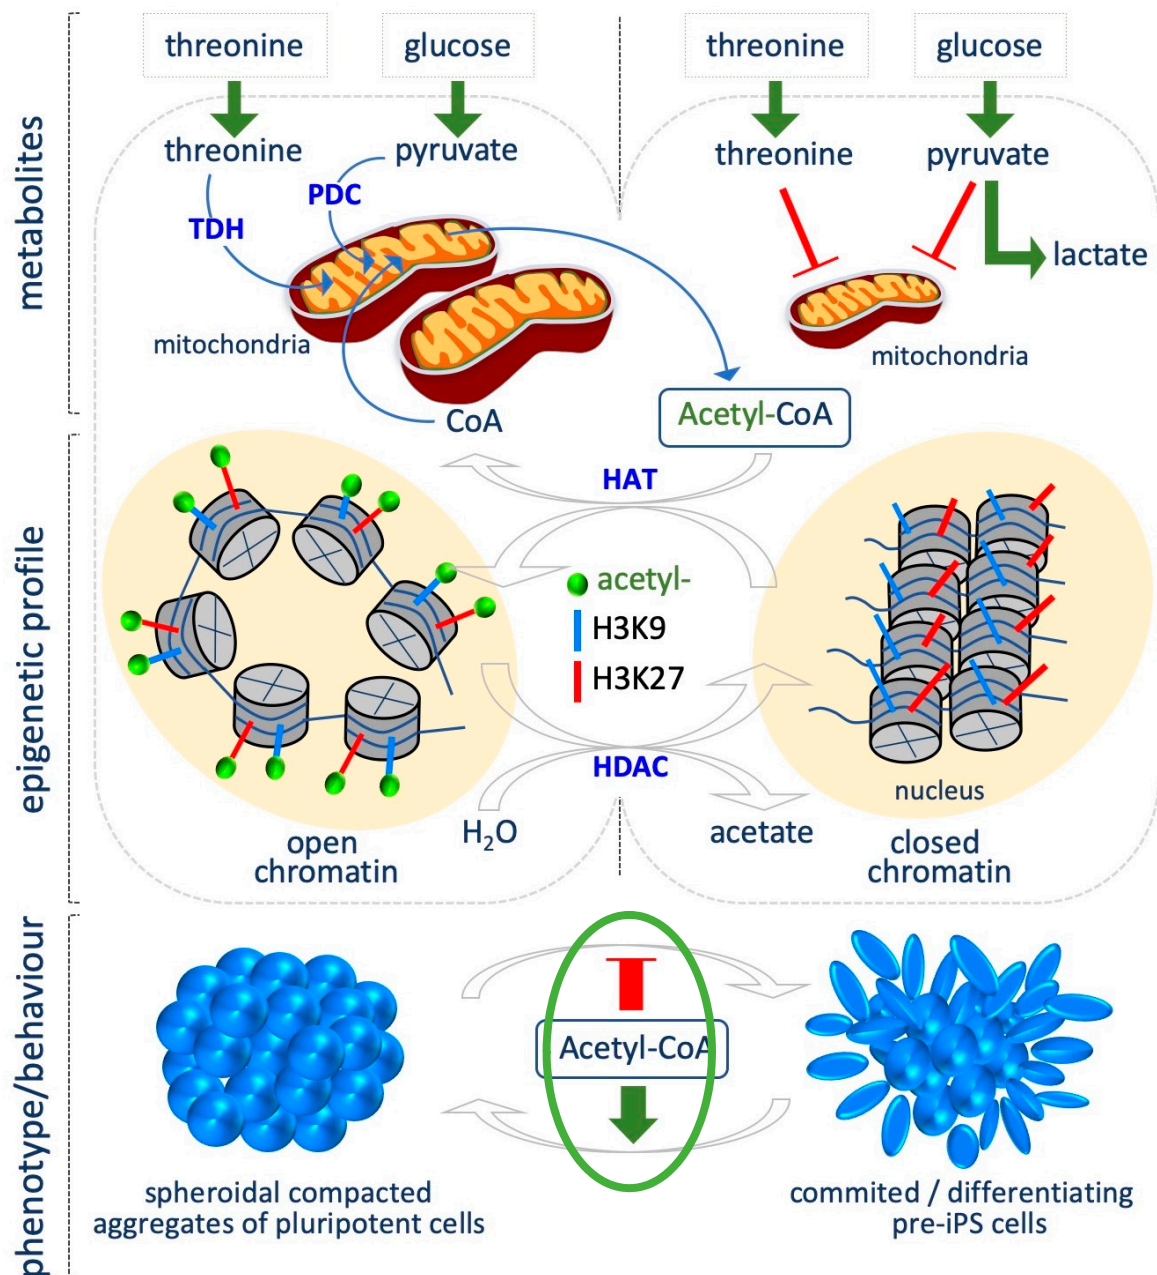 metabolites
threonine
glucose
threonine
glucose
threonine
pyruvate
threonine
pyruvate
PDC
TDH
lactate
mitochondria
mitochondria
CoA
Acetyl-CoA
epigenetic profile
HAT
acetyl-
H3K9
H3K27
HDAC
nucleus
H₂O
acetate
open
chromatin
closed
chromatin
phenotype/behaviour
Acetyl-CoA
spheroidal compacted
aggregates of pluripotent cells
commited / differentiating
pre-iPS cells